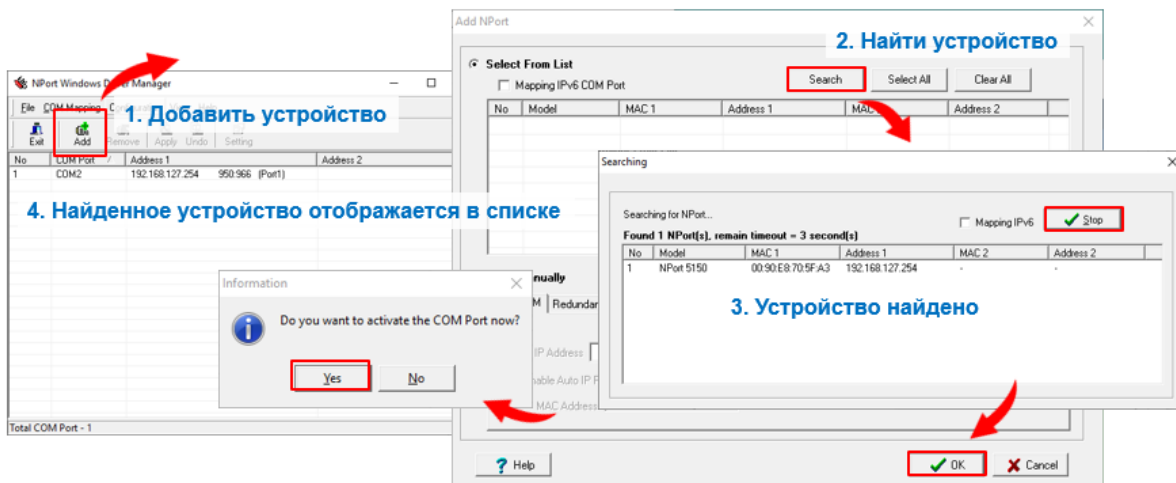 Add NPort
2. Найти устройство
Select From List
Mapping IPv6 COM Port
Search
Select All
Clear All
No Model MAC 1 Address 1 MAC Address 2
NPort Windows Manager
File COM Mapping
1. Добавить устройство
Exit Add Remove Apply Undo Setting
No COM Port / Address 1 Address 2
1 COM2 192.168.127.254 950:966 (Port1)
4. Найденное устройство отображается в списке
Searching
Searching for NPort...
Mapping IPv6
Stop
Found 1 NPort(s), remain timeout = 3 second(s)
No Model MAC 1 Address 1 MAC 2 Address 2
1 NPort 5150 00:90:E8:70:5F:A3 192.168.127.254 - -
3. Устройство найдено
Information
Do you want to activate the COM Port now?
Yes
No
IP Address
MAC Address
Total COM Port - 1
Help
OK
Cancel